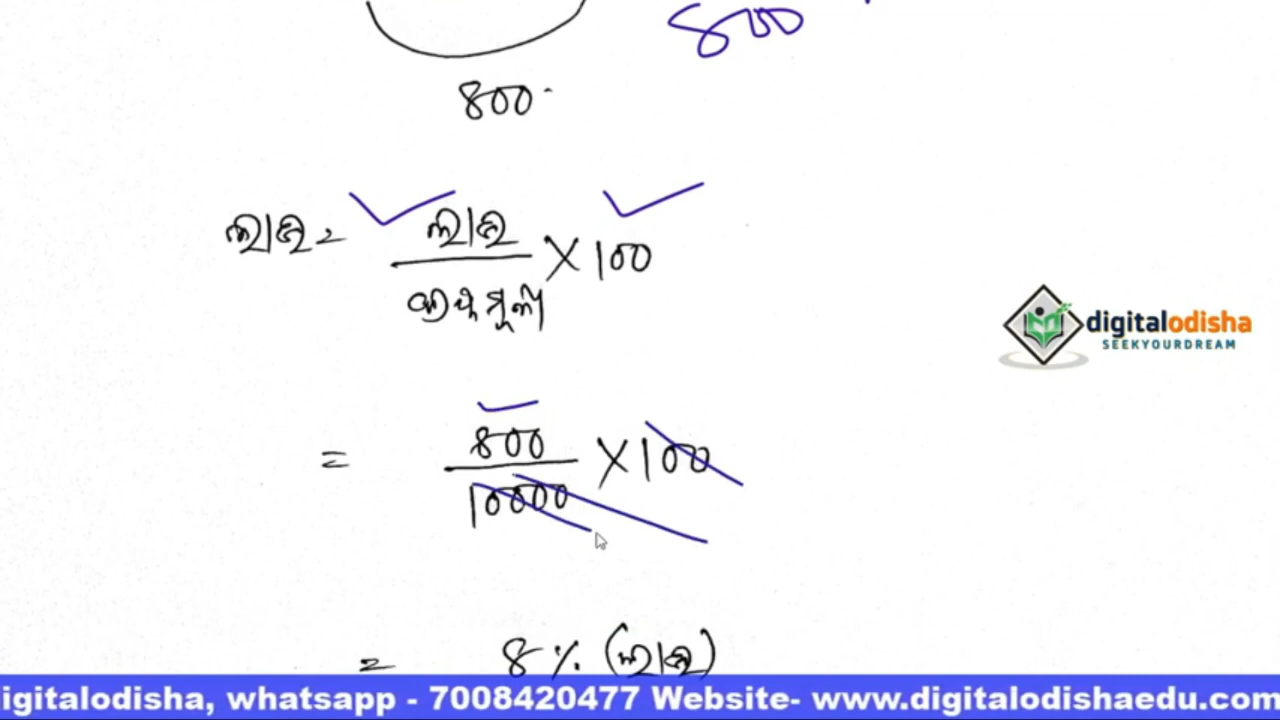 800
800
ଲାଭ = ଲାଭ / କ୍ରୟମୂଲ୍ୟ X 100
= 800 / 10000 X 100
= 8% (ଲାଭ)
digitalodisha
SEEKYOURDREAM
igitalodisha, whatsapp - 7008420477 Website- www.digitalodishaedu.com